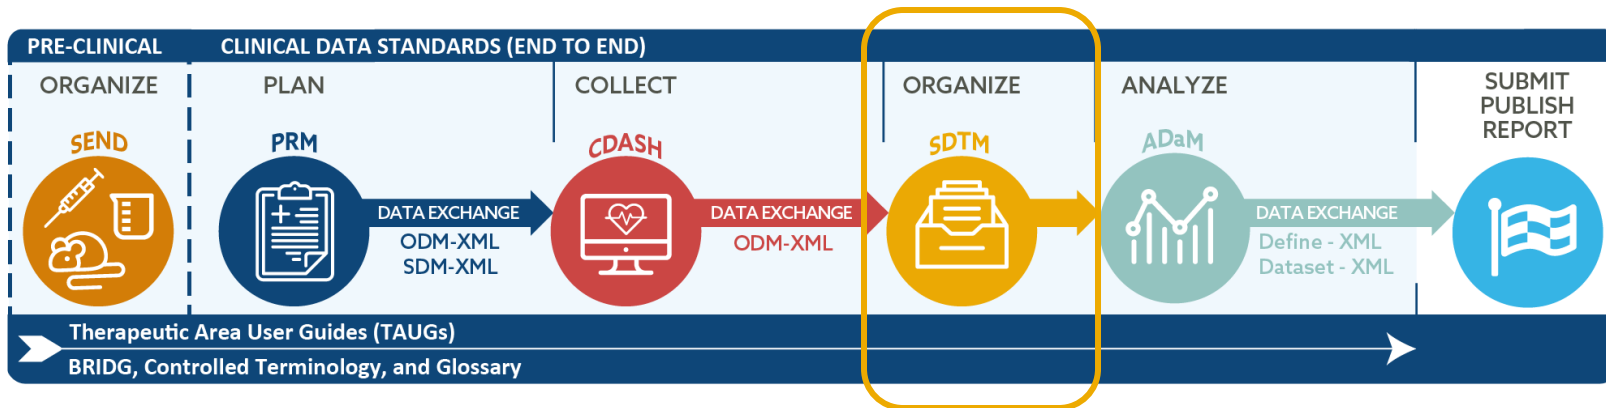 PRE-CLINICAL
CLINICAL DATA STANDARDS (END TO END)
ORGANIZE
PLAN
COLLECT
ORGANIZE
ANALYZE
SUBMIT
PUBLISH
REPORT
SEND
PRM
CDASH
SDTM
ADaM
DATA EXCHANGE
ODM-XML
SDM-XML
DATA EXCHANGE
ODM-XML
DATA EXCHANGE
Define - XML
Dataset - XML
Therapeutic Area User Guides (TAUGs)
BRIDG, Controlled Terminology, and Glossary